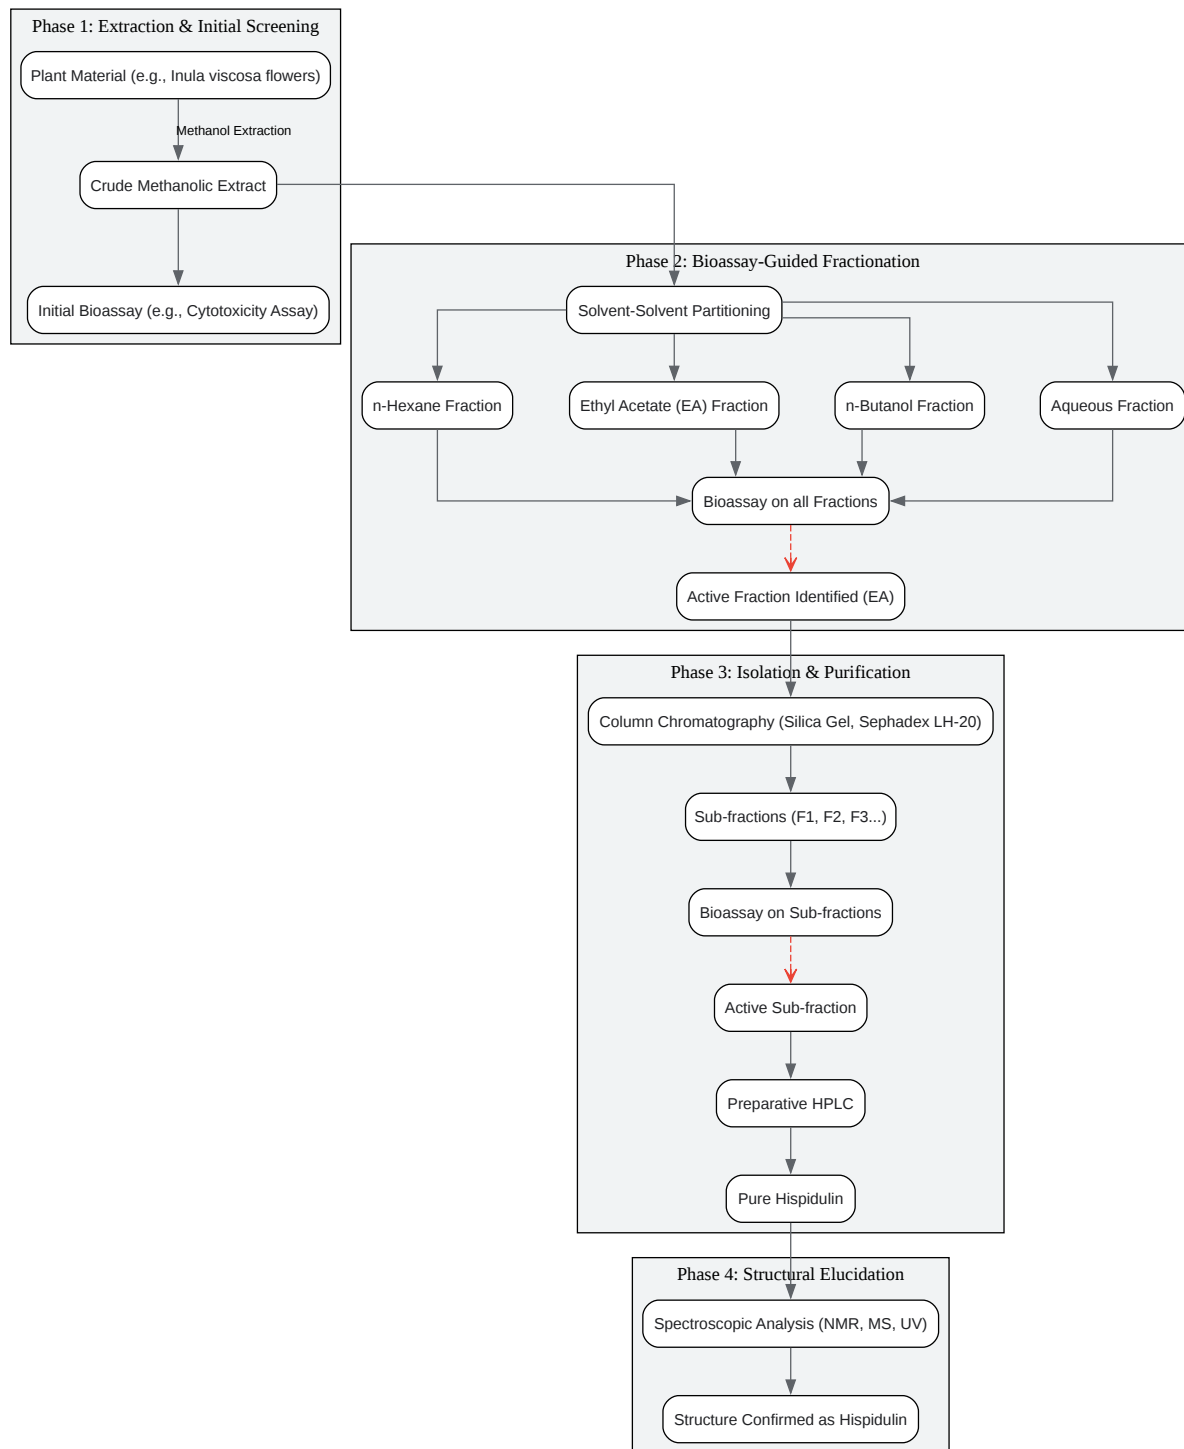 Phase 1: Extraction & Initial Screening
Plant Material (e.g., Inula viscosa flowers)
Methanol Extraction
Crude Methanolic Extract
Initial Bioassay (e.g., Cytotoxicity Assay)
Phase 2: Bioassay-Guided Fractionation
Solvent-Solvent Partitioning
n-Hexane Fraction
Ethyl Acetate (EA) Fraction
n-Butanol Fraction
Aqueous Fraction
Bioassay on all Fractions
Active Fraction Identified (EA)
Phase 3: Isolation & Purification
Column Chromatography (Silica Gel, Sephadex LH-20)
Sub-fractions (F1, F2, F3...)
Bioassay on Sub-fractions
Active Sub-fraction
Preparative HPLC
Pure Hispidulin
Phase 4: Structural Elucidation
Spectroscopic Analysis (NMR, MS, UV)
Structure Confirmed as Hispidulin